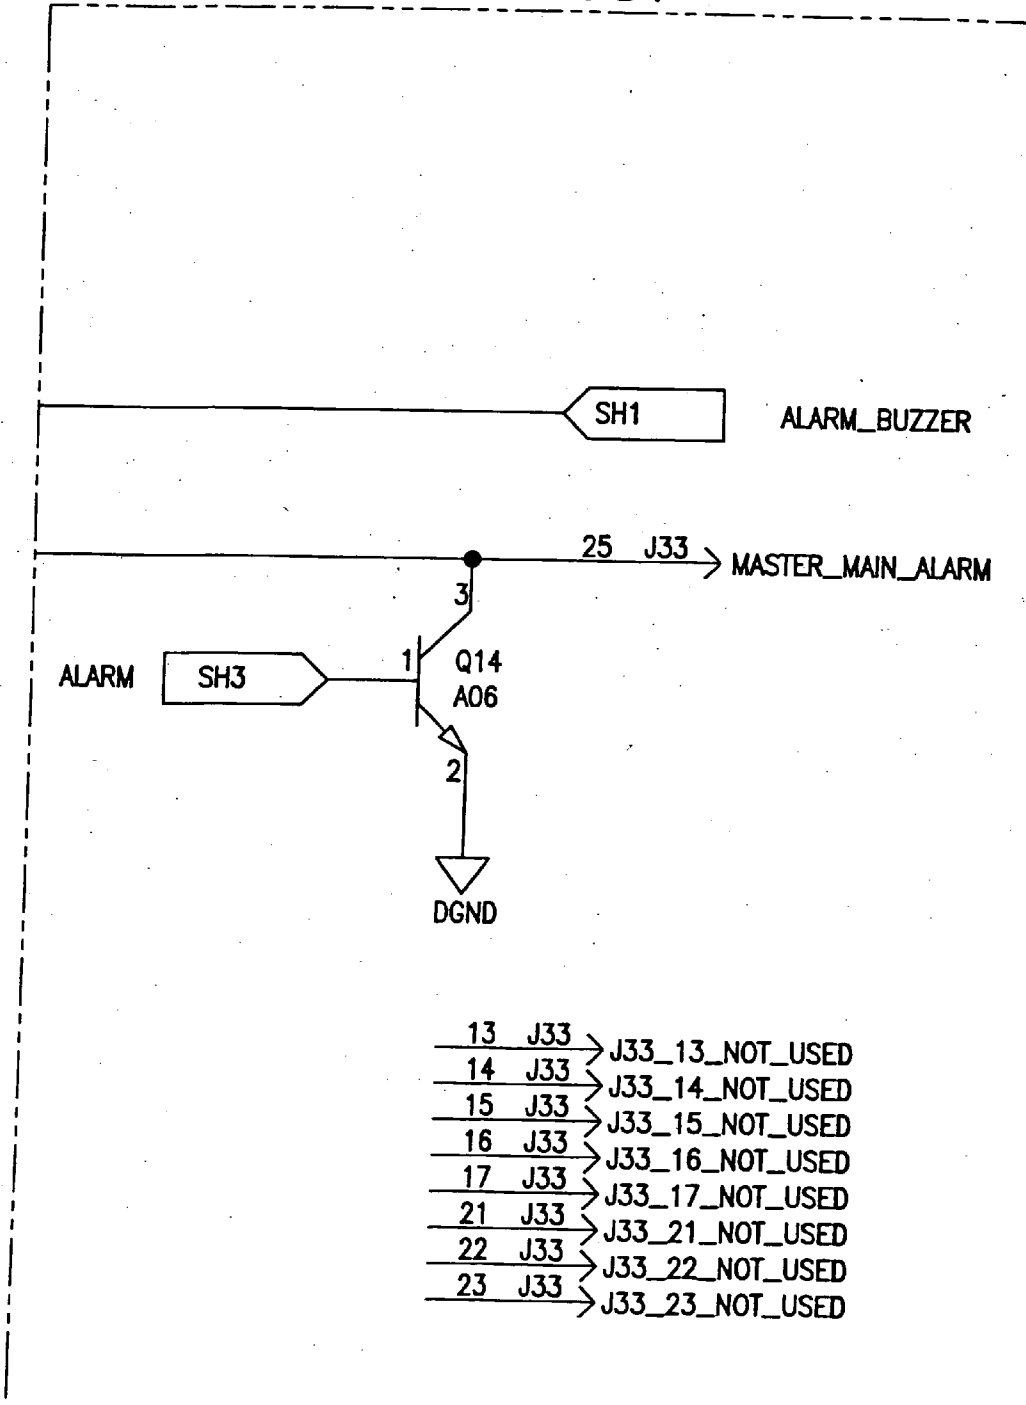 SH1 ALARM_BUZZER
25 J33 MASTER_MAIN_ALARM
3
ALARM SH3 1 Q14
A06
2
DGND
13 J33 J33_13_NOT_USED
14 J33 J33_14_NOT_USED
15 J33 J33_15_NOT_USED
16 J33 J33_16_NOT_USED
17 J33 J33_17_NOT_USED
21 J33 J33_21_NOT_USED
22 J33 J33_22_NOT_USED
23 J33 J33_23_NOT_USED